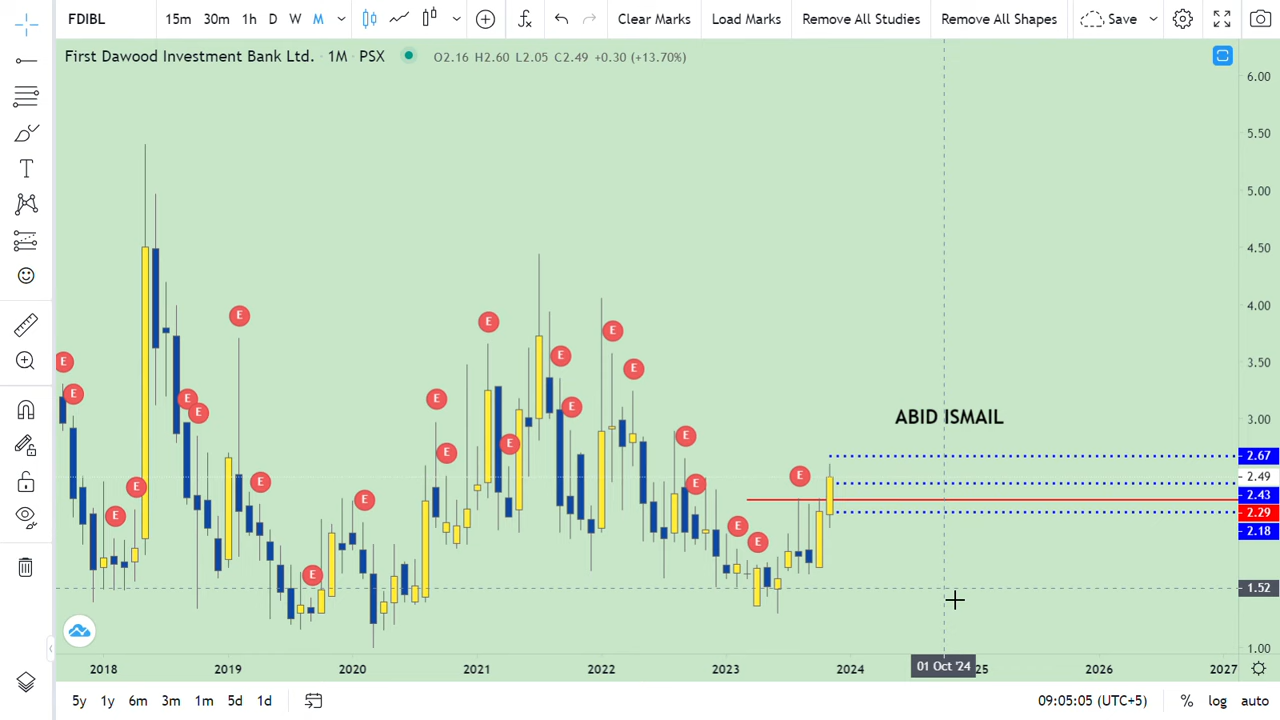 FDIBL 15m 30m 1h D W M Clear Marks Load Marks Remove All Studies Remove All Shapes Save
First Dawood Investment Bank Ltd. · 1M · PSX O2.16 H2.60 L2.05 C2.49 +0.30 (+13.70%)
6.00
5.50
5.00
4.50
4.00
3.50
3.00
ABID ISMAIL
2.67
2.49
2.43
2.29
2.18
1.52
1.00
E E E E E E E E E E E E E E E E E E E E E E
2018 2019 2020 2021 2022 2023 2024 01 Oct '24 25 2026 2027
5y 1y 6m 3m 1m 5d 1d 09:05:05 (UTC+5) % log auto